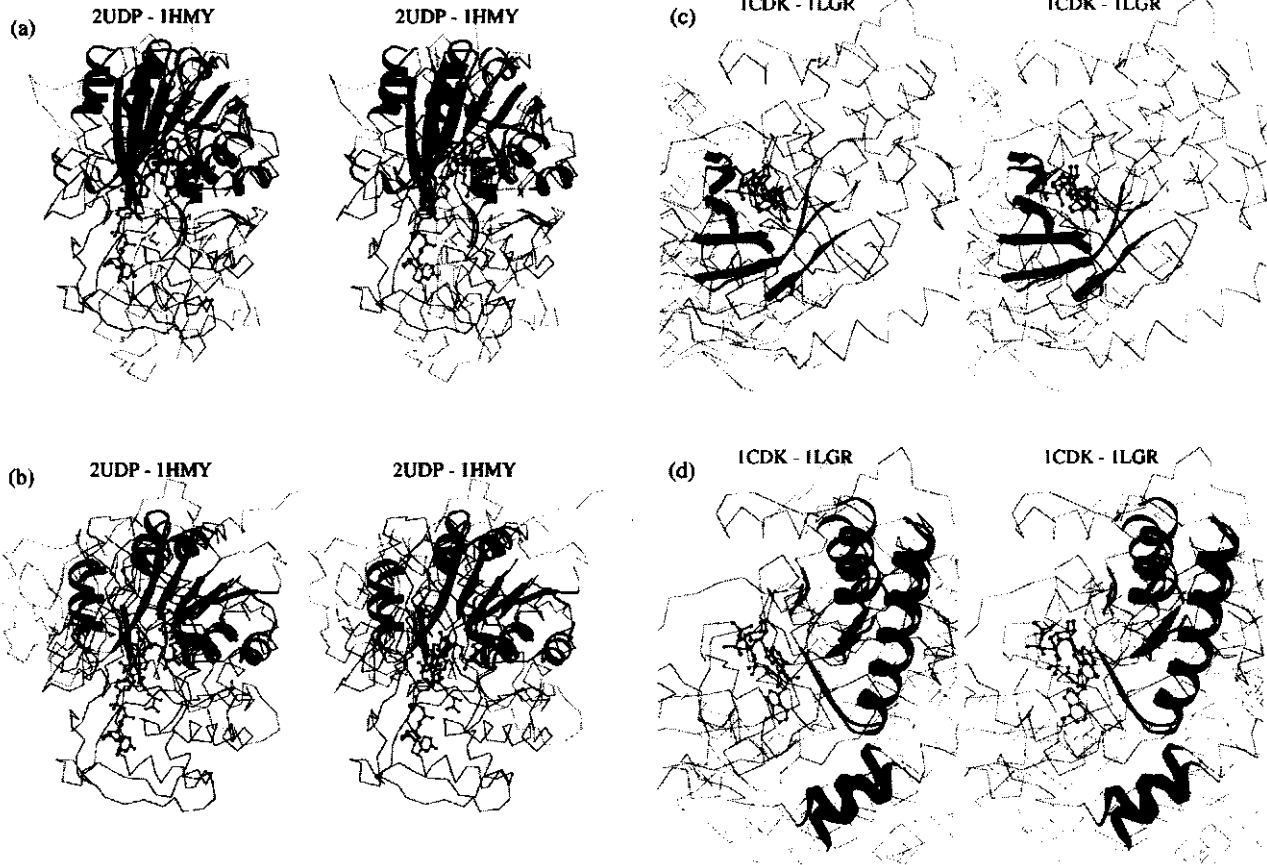 (a)
2UDP - 1HMY
2UDP - 1HMY
(c)
1CDK - 1LGR
1CDK - 1LGR
(b)
2UDP - 1HMY
2UDP - 1HMY
(d)
1CDK - 1LGR
1CDK - 1LGR